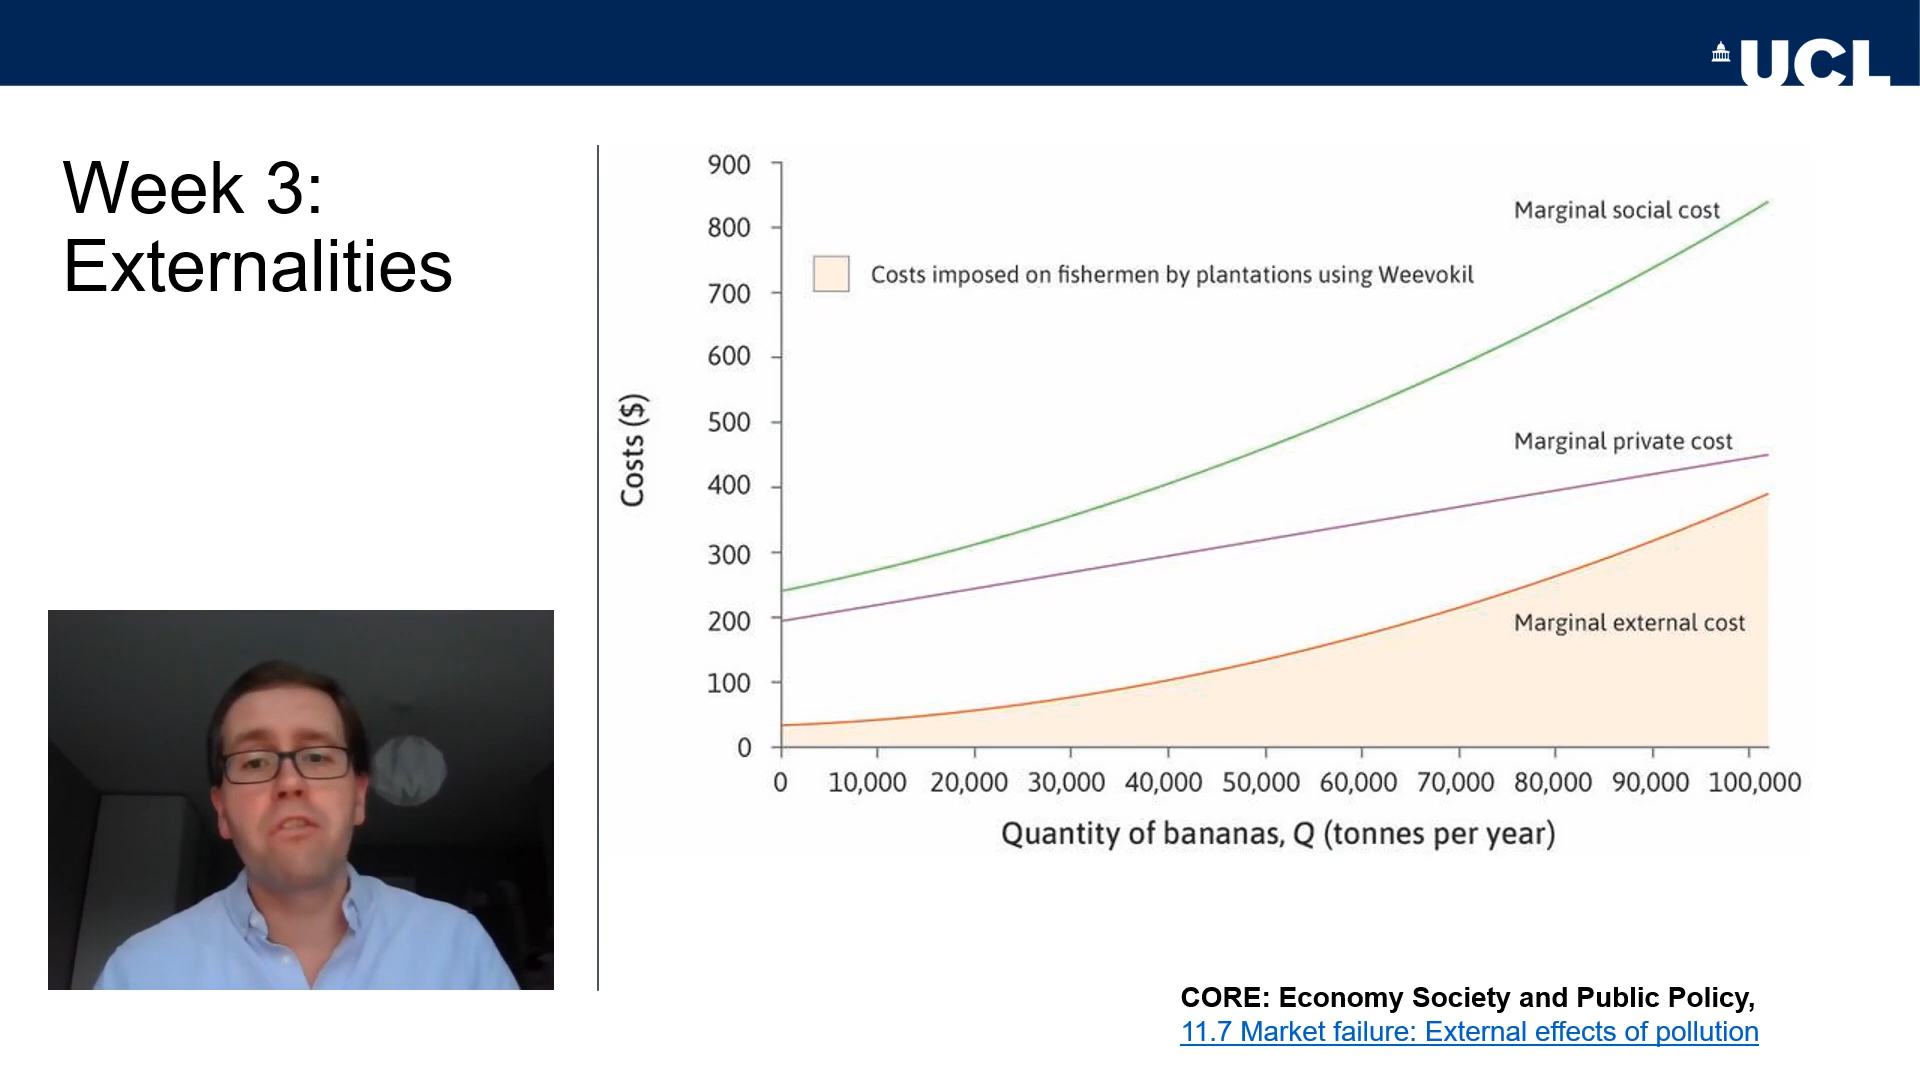 UCL
Week 3:
Externalities
900
800
700
600
500
400
300
200
100
0
Costs ($)
Marginal social cost
Costs imposed on fishermen by plantations using Weevokil
Marginal private cost
Marginal external cost
0 10,000 20,000 30,000 40,000 50,000 60,000 70,000 80,000 90,000 100,000
Quantity of bananas, Q (tonnes per year)
CORE: Economy Society and Public Policy,
11.7 Market failure: External effects of pollution